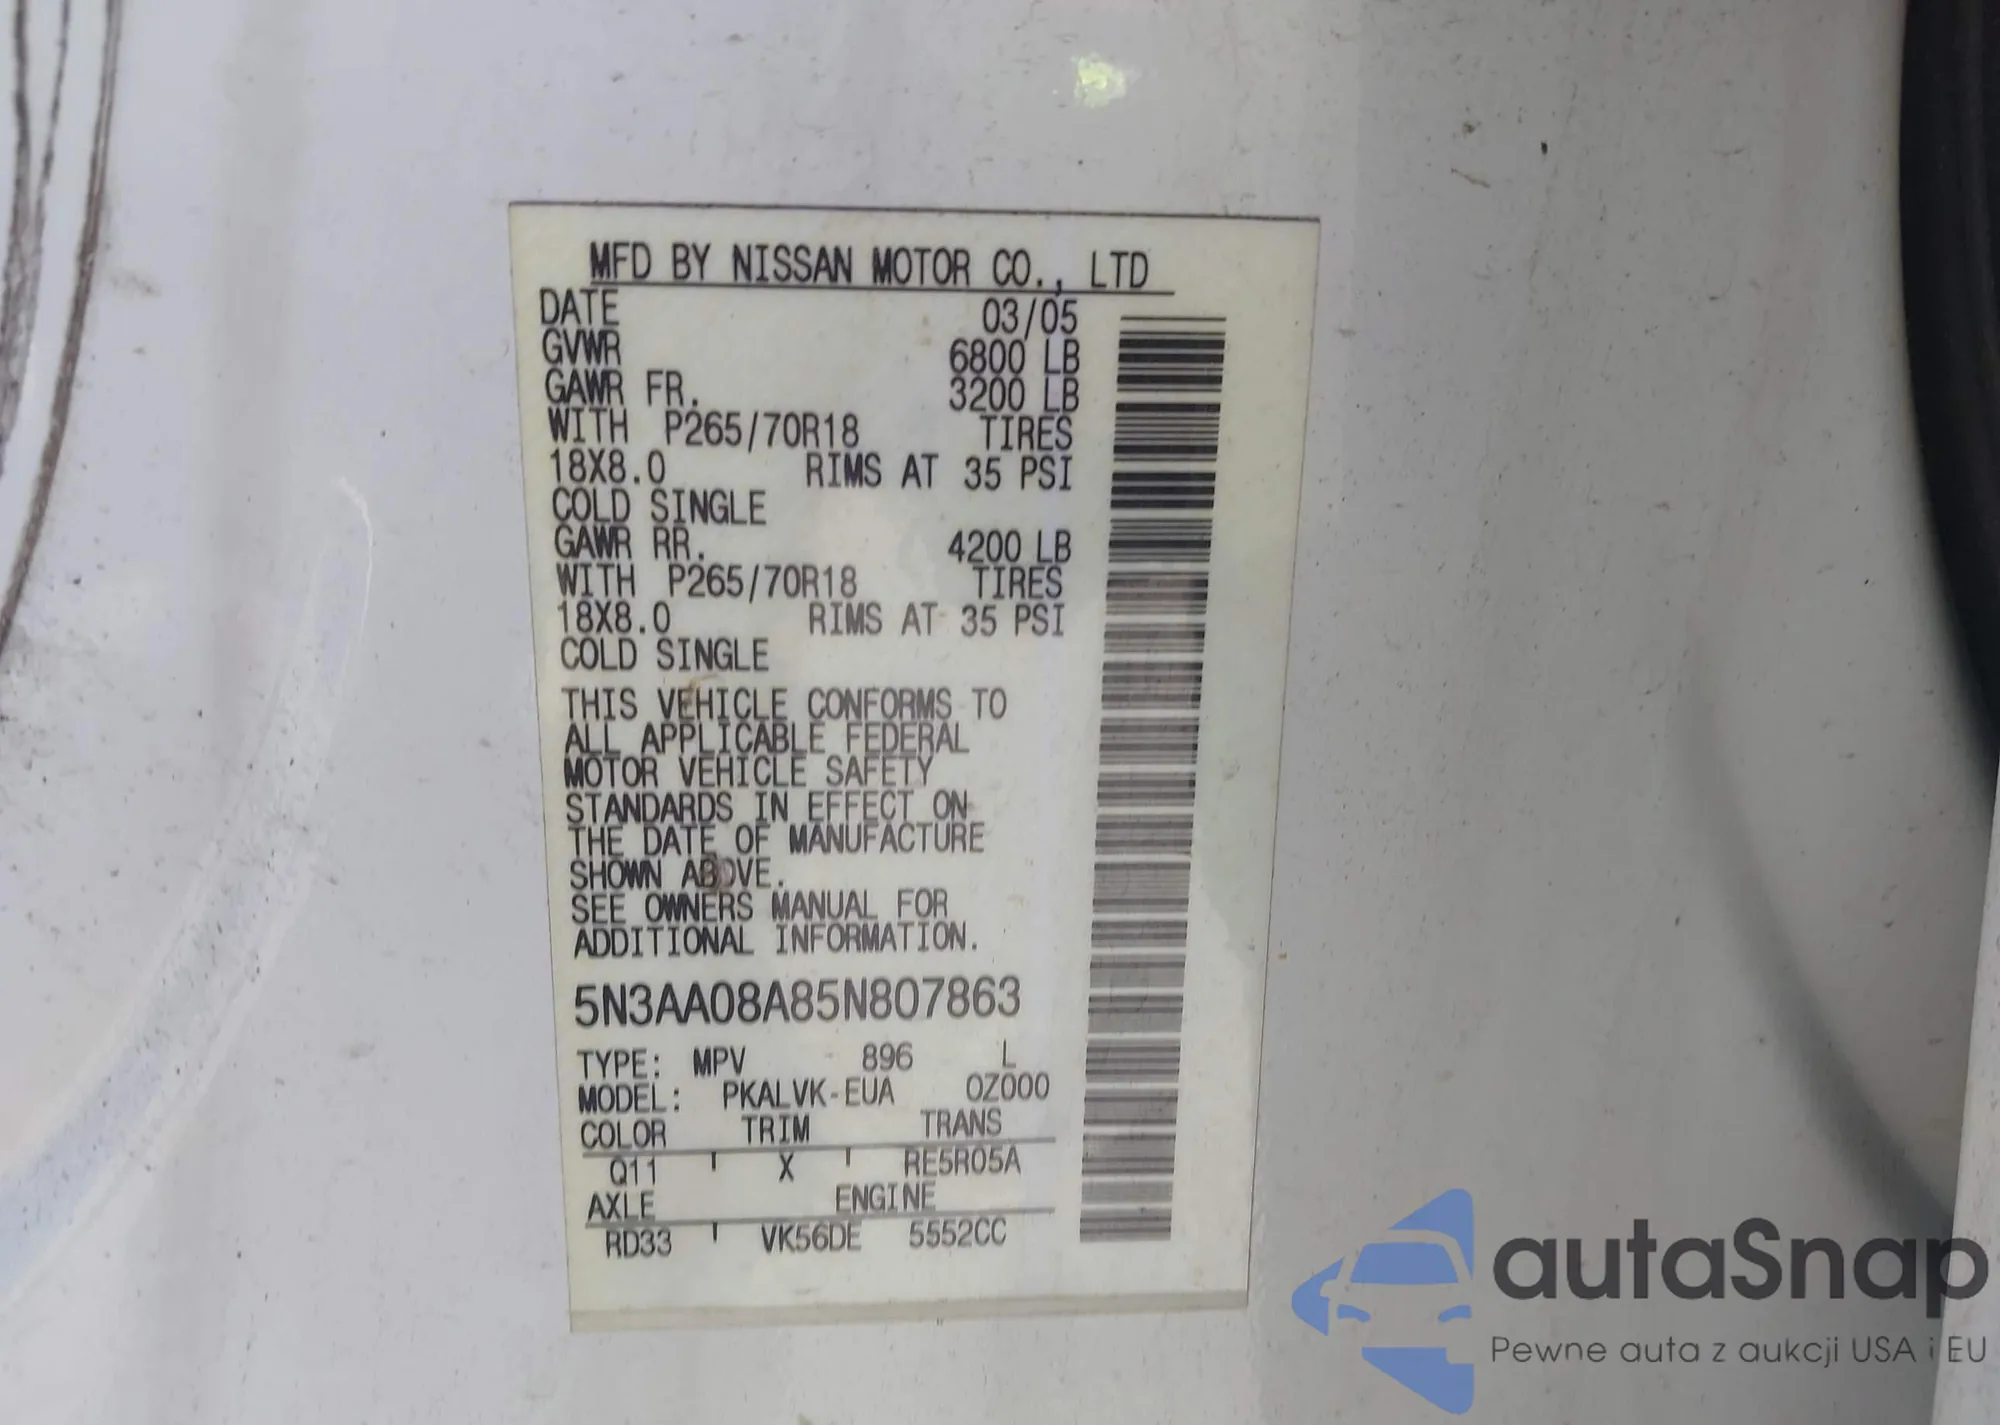 MFD BY NISSAN MOTOR CO., LTD
DATE 03/05
GVWR 6800 LB
GAWR FR. 3200 LB
WITH P265/70R18 TIRES
18X8.0 RIMS AT 35 PSI
COLD SINGLE
GAWR RR. 4200 LB
WITH P265/70R18 TIRES
18X8.0 RIMS AT 35 PSI
COLD SINGLE
THIS VEHICLE CONFORMS TO
ALL APPLICABLE FEDERAL
MOTOR VEHICLE SAFETY
STANDARDS IN EFFECT ON
THE DATE OF MANUFACTURE
SHOWN ABOVE.
SEE OWNERS MANUAL FOR
ADDITIONAL INFORMATION.
5N3AA08A85N807863
TYPE: MPV 896 L
MODEL: PKALVK-EUA 0Z000
COLOR TRIM TRANS
Q11 X RE5R05A
AXLE ENGINE
RD33 VK56DE 5552CC
autaSnap
Pewne auta z aukcji USA i EU